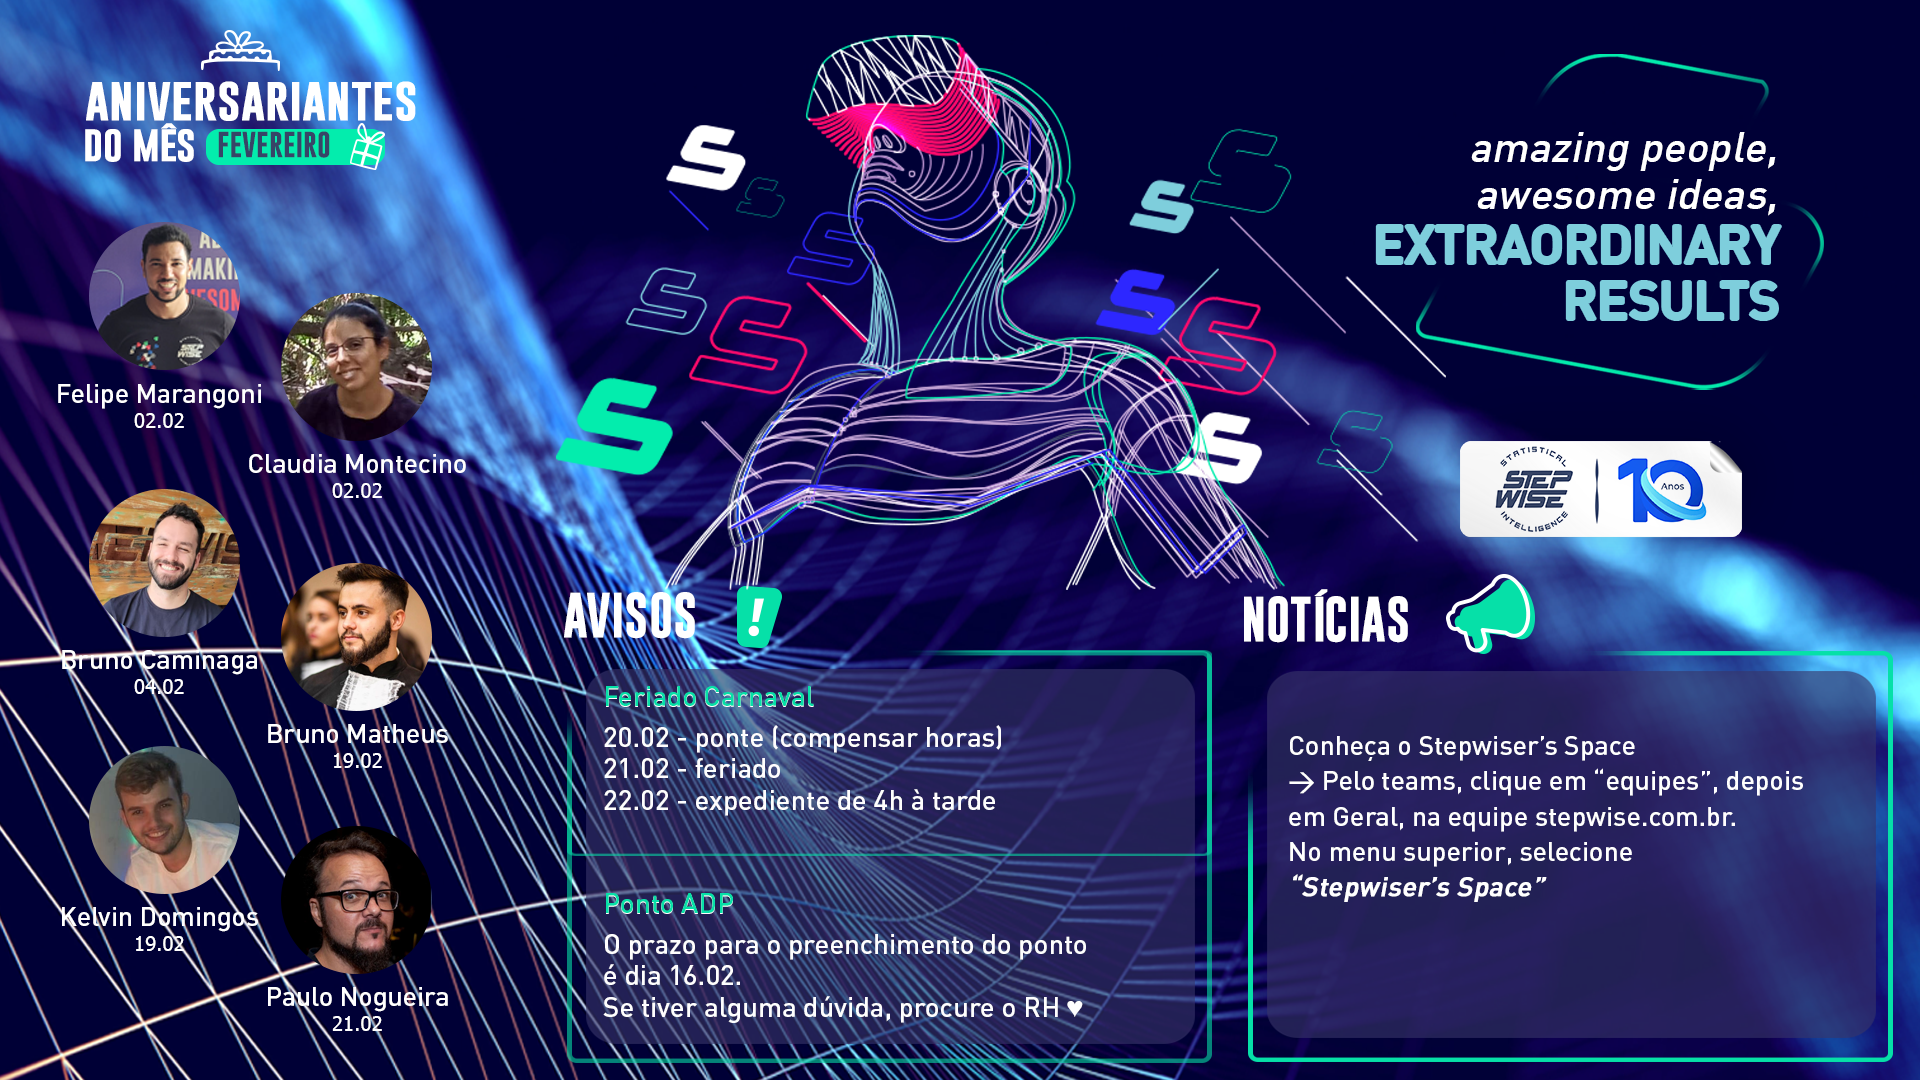 ANIVERSARIANTES
DO MÊS FEVEREIRO
Felipe Marangoni
02.02
Claudia Montecino
02.02
Bruno Caminaga
04.02
Bruno Matheus
19.02
Kelvin Domingos
19.02
Paulo Nogueira
21.02
amazing people,
awesome ideas,
EXTRAORDINARY
RESULTS
STATISTICAL
STEP
WISE
INTELLIGENCE
10
Anos
AVISOS !
Feriado Carnaval
20.02 - ponte (compensar horas)
21.02 - feriado
22.02 - expediente de 4h à tarde
Ponto ADP
O prazo para o preenchimento do ponto
é dia 16.02.
Se tiver alguma dúvida, procure o RH ♥
NOTÍCIAS
Conheça o Stepwiser’s Space
→ Pelo teams, clique em “equipes”, depois
em Geral, na equipe stepwise.com.br.
No menu superior, selecione
“Stepwiser’s Space”